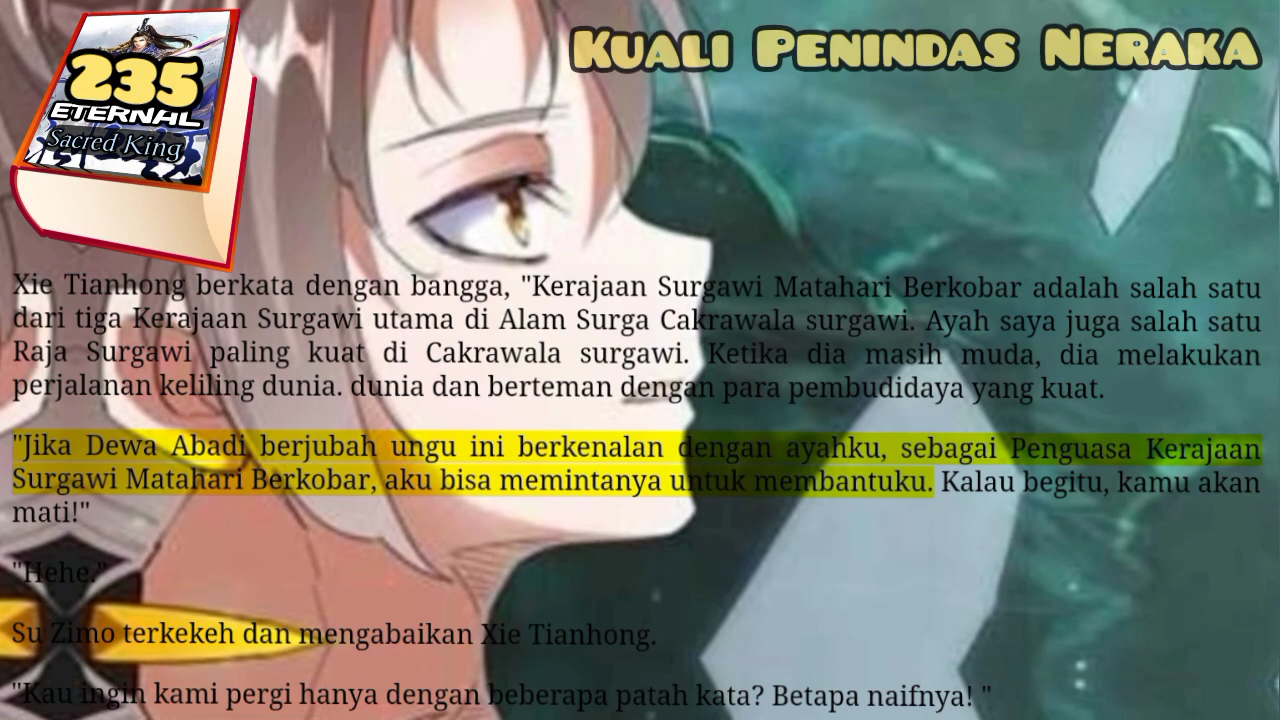 235
ETERNAL
Sacred King
Kuali Penindas Neraka
Xie Tianhong berkata dengan bangga, "Kerajaan Surgawi Matahari Berkobar adalah salah satu
dari tiga Kerajaan Surgawi utama di Alam Surga Cakrawala surgawi. Ayah saya juga salah satu
Raja Surgawi paling kuat di Cakrawala surgawi. Ketika dia masih muda, dia melakukan
perjalanan keliling dunia. dunia dan berteman dengan para pembudidaya yang kuat.
"Jika Dewa Abadi berjubah ungu ini berkenalan dengan ayahku, sebagai Penguasa Kerajaan
Surgawi Matahari Berkobar, aku bisa memintanya untuk membantuku. Kalau begitu, kamu akan
mati!"
"Hehe."
Su Zimo terkekeh dan mengabaikan Xie Tianhong.
"Kau ingin kami pergi hanya dengan beberapa patah kata? Betapa naifnya! "